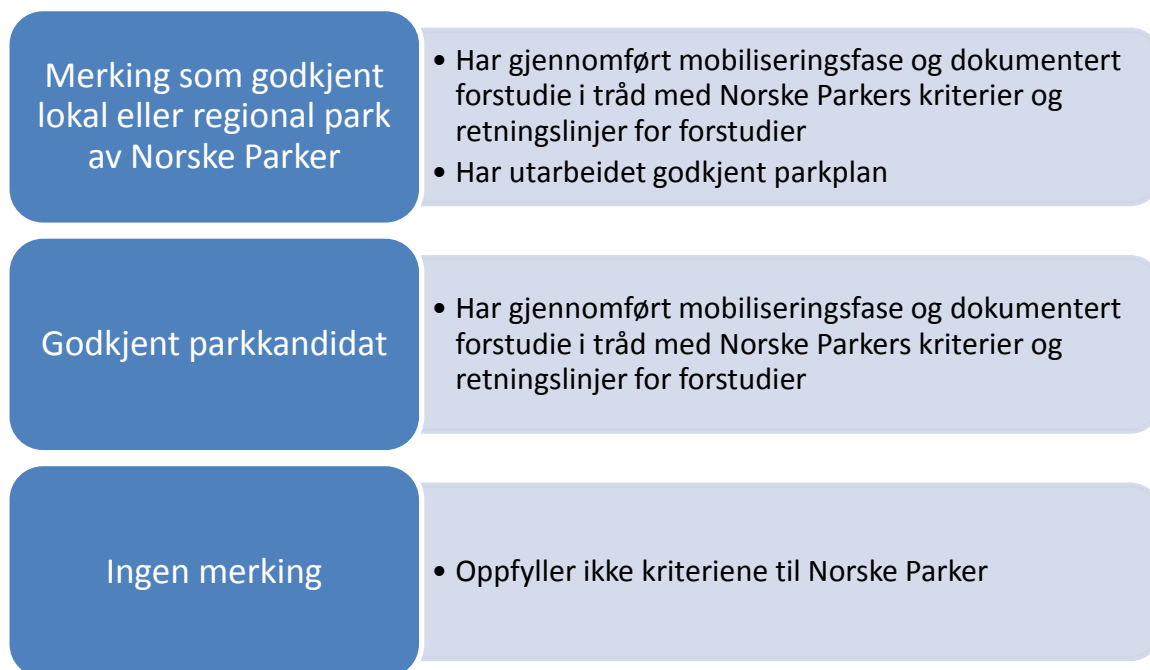 Merking som godkjent
lokal eller regional park
av Norske Parker
• Har gjennomført mobiliseringsfase og dokumentert
forstudie i tråd med Norske Parkers kriterier og
retningslinjer for forstudier
• Har utarbeidet godkjent parkplan
Godkjent parkkandidat
• Har gjennomført mobiliseringsfase og dokumentert
forstudie i tråd med Norske Parkers kriterier og
retningslinjer for forstudier
Ingen merking
• Oppfyller ikke kriteriene til Norske Parker